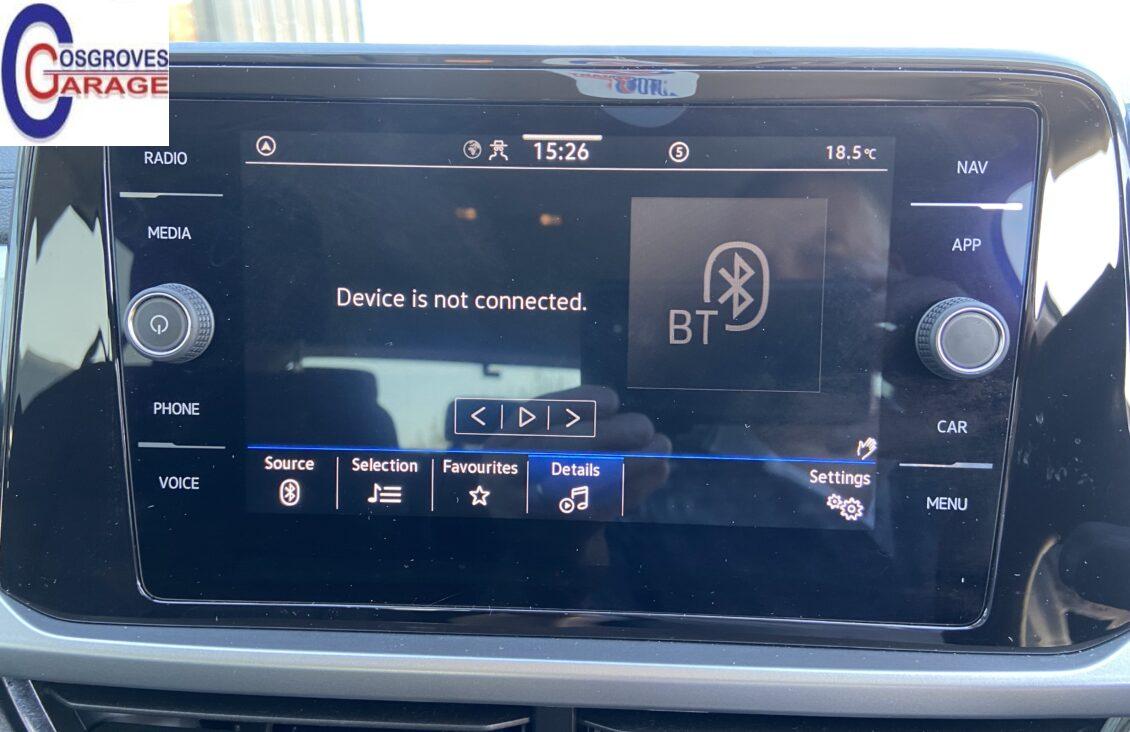 COSGROVES
GARAGE
RADIO
MEDIA
PHONE
VOICE
15:26
5
18.5°C
Device is not connected.
BT
Source
Selection
Favourites
Details
Settings
NAV
APP
CAR
MENU